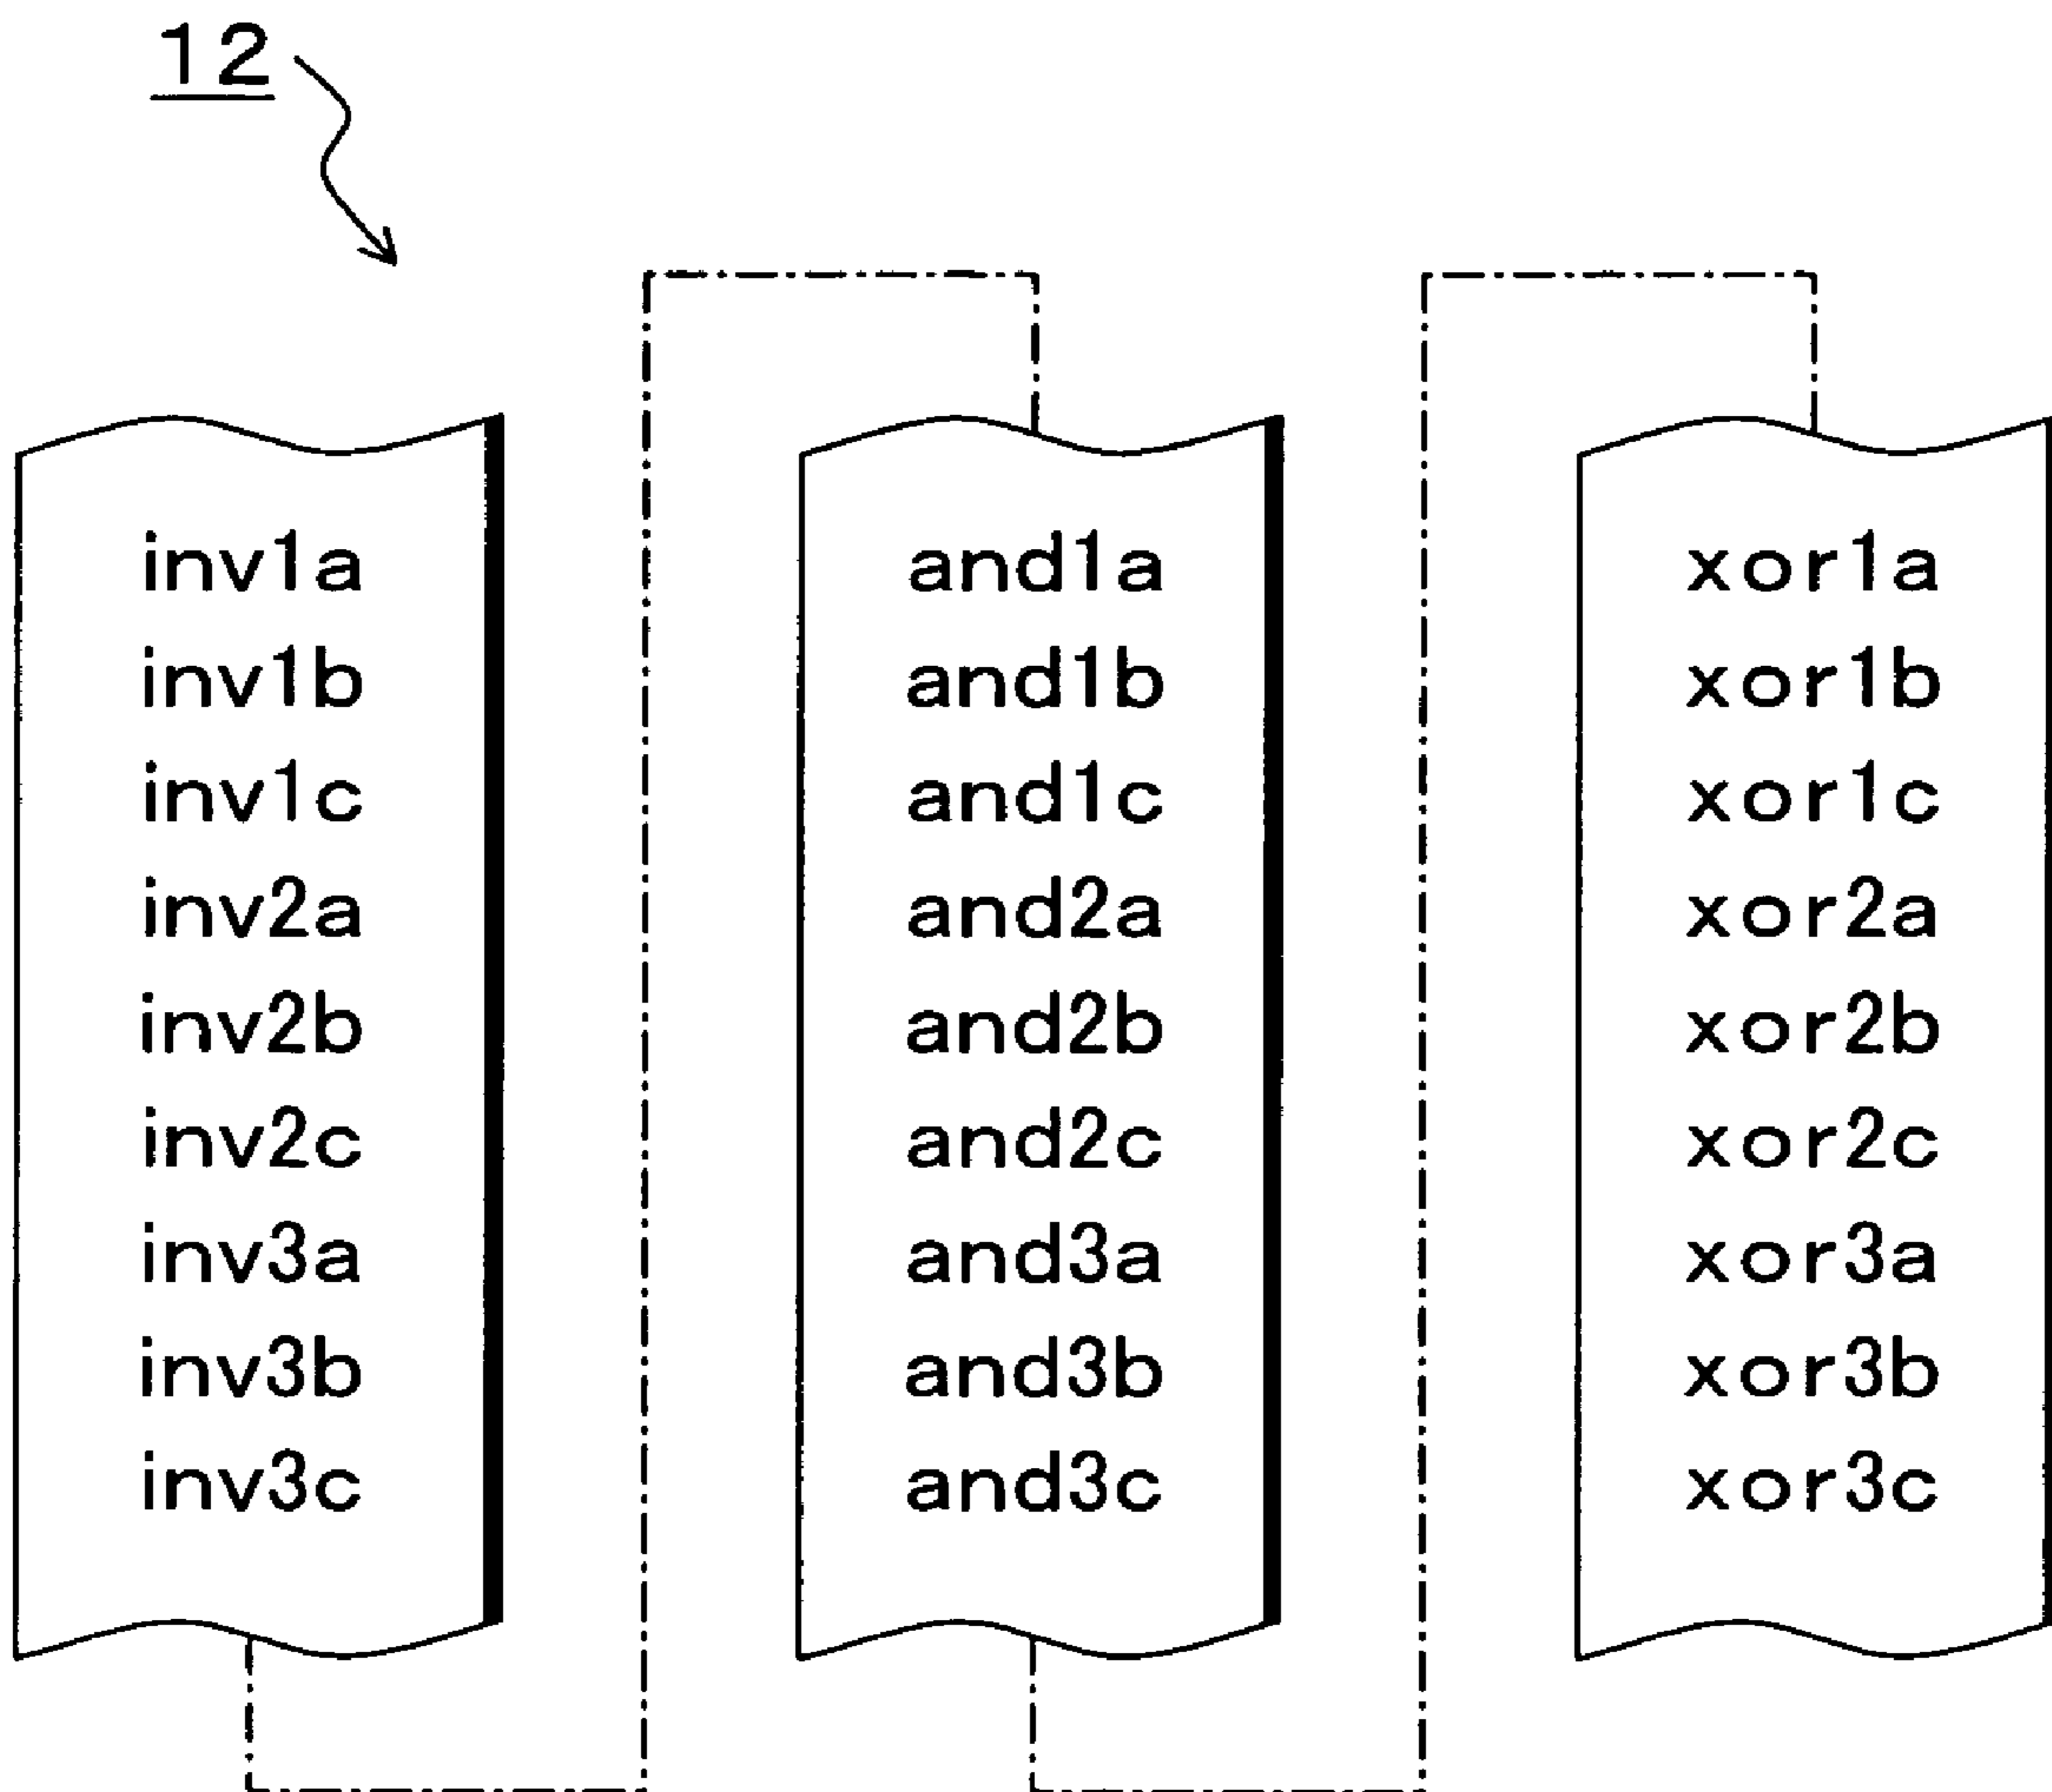 12
inv1a
inv1b
inv1c
inv2a
inv2b
inv2c
inv3a
inv3b
inv3c
and1a
and1b
and1c
and2a
and2b
and2c
and3a
and3b
and3c
xor1a
xor1b
xor1c
xor2a
xor2b
xor2c
xor3a
xor3b
xor3c